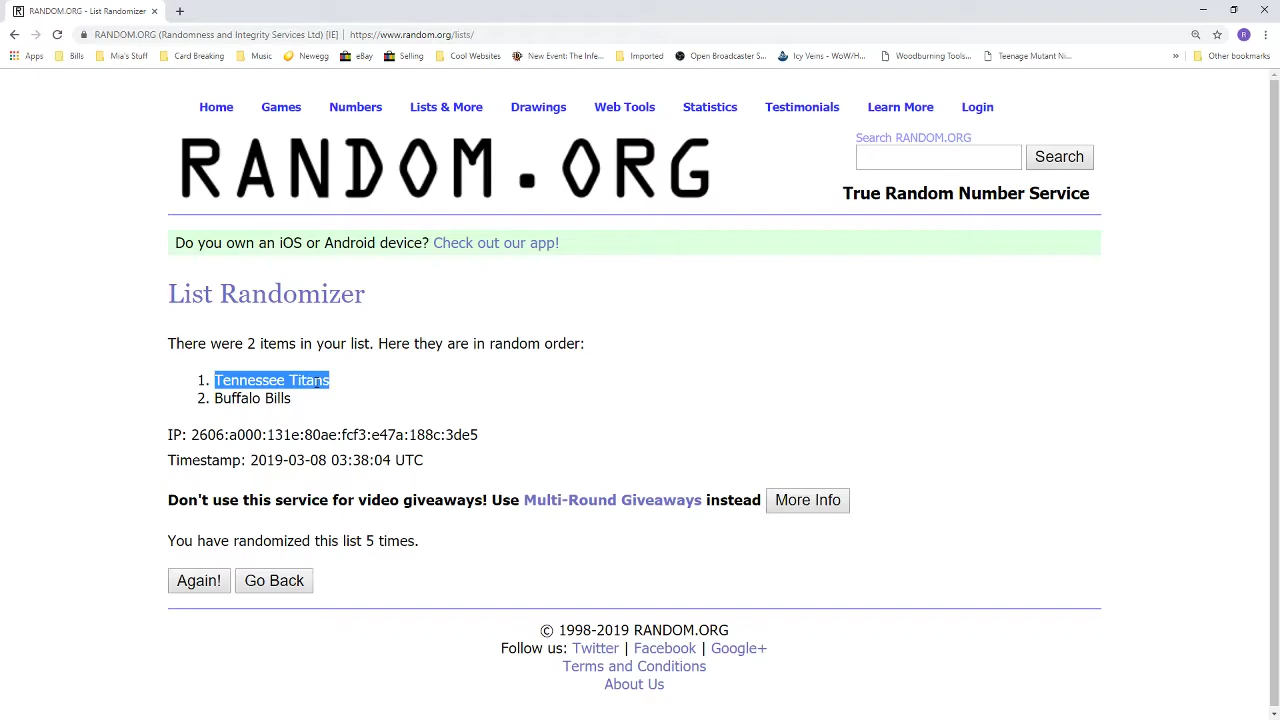 RANDOM.ORG - List Randomizer
RANDOM.ORG (Randomness and Integrity Services Ltd) [IE] | https://www.random.org/lists/
R
Apps Bills Mia's Stuff Card Breaking Music Newegg eBay Selling Cool Websites New Event: The Infe... Imported Open Broadcaster S... Icy Veins - WoW/H... Woodburning Tools... Teenage Mutant Ni... » Other bookmarks
Home Games Numbers Lists & More Drawings Web Tools Statistics Testimonials Learn More Login
RANDOM.ORG
Search RANDOM.ORG
Search
True Random Number Service
Do you own an iOS or Android device? Check out our app!
List Randomizer
There were 2 items in your list. Here they are in random order:
1. Tennessee Titans
2. Buffalo Bills
IP: 2606:a000:131e:80ae:fcf3:e47a:188c:3de5
Timestamp: 2019-03-08 03:38:04 UTC
Don't use this service for video giveaways! Use Multi-Round Giveaways instead More Info
You have randomized this list 5 times.
Again! Go Back
© 1998-2019 RANDOM.ORG
Follow us: Twitter | Facebook | Google+
Terms and Conditions
About Us